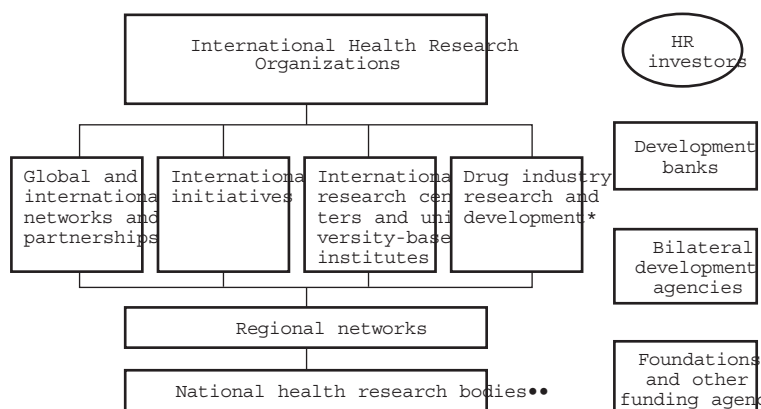 International Health Research
Organizations
HR
investors
Global and
internationa
networks and
partnerships
Internationa
initiatives
Internationa
research cen
ters and uni
versity-base
institutes
Drug industry
research and
development*
Development
banks
Bilateral
development
agencies
Regional networks
National health research bodies••
Foundations
and other
funding agenc